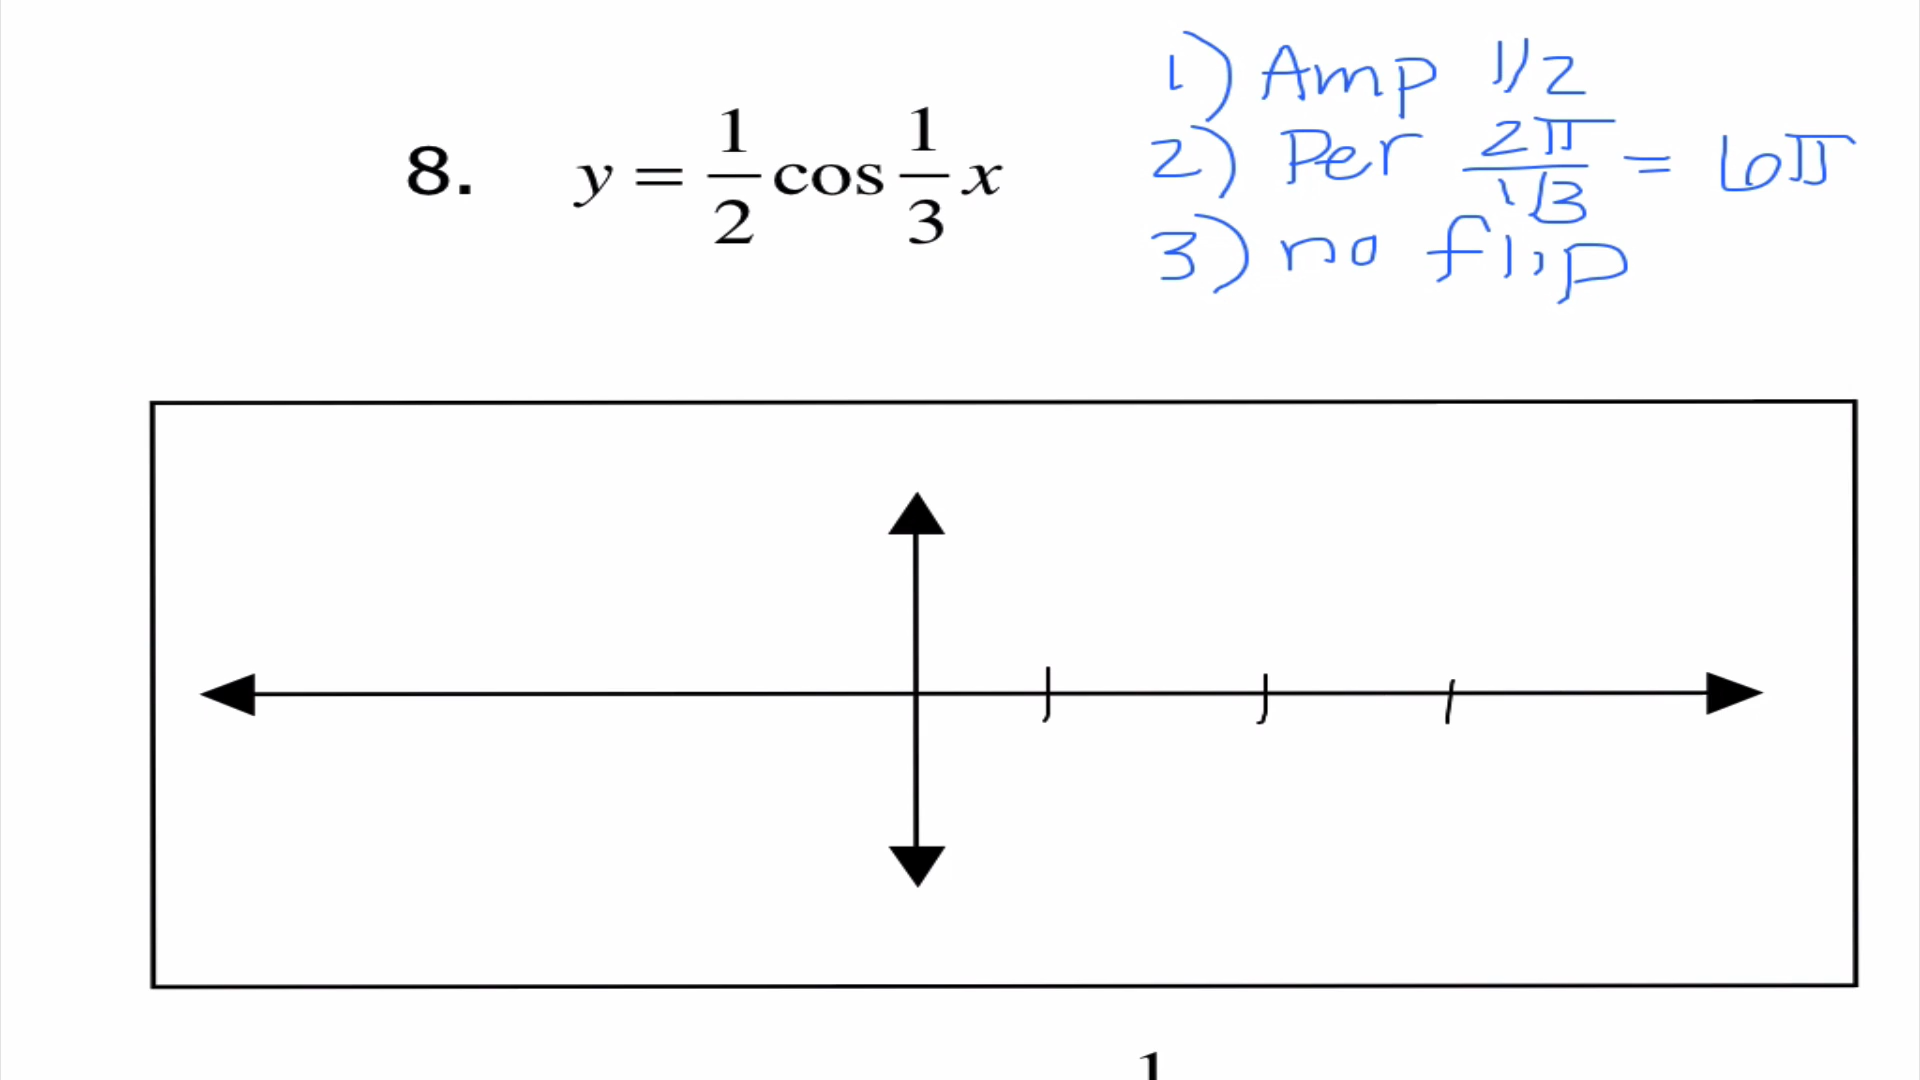 8. y = 1/2 cos 1/3 x
1) Amp 1/2
2) Per 2π/1/3 = 6π
3) no flip
1